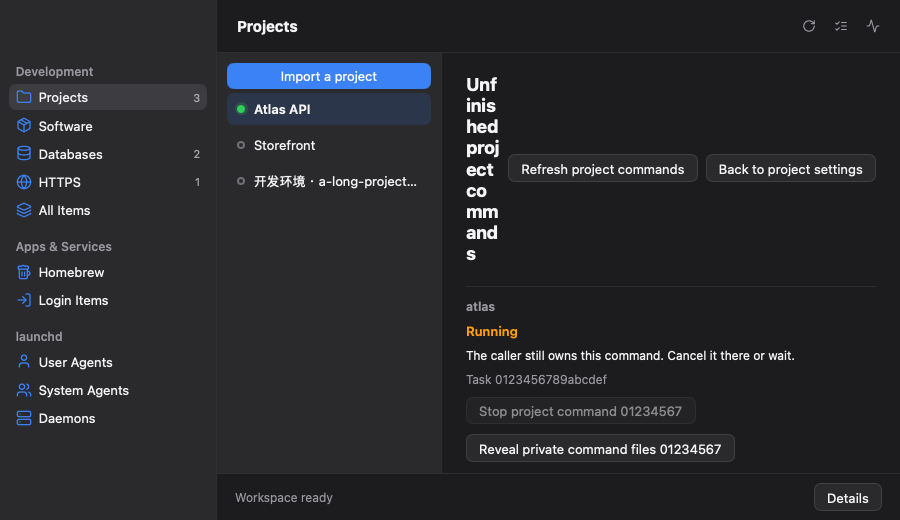 Development
Projects 3
Software
Databases 2
HTTPS 1
All Items
Apps & Services
Homebrew
Login Items
launchd
User Agents
System Agents
Daemons
Projects
Import a project
Atlas API
Storefront
开发环境 · a-long-project...
Unf
inis
hed
proj
ect
co
mm
and
s
Refresh project commands
Back to project settings
atlas
Running
The caller still owns this command. Cancel it there or wait.
Task 0123456789abcdef
Stop project command 01234567
Reveal private command files 01234567
Workspace ready
Details